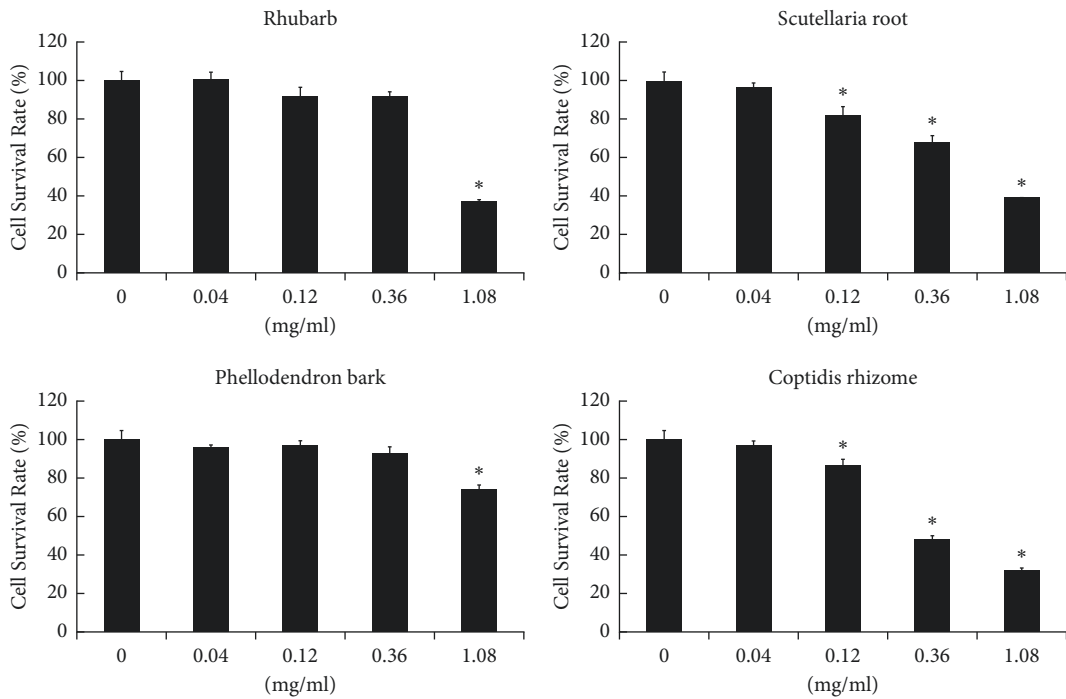 Rhubarb
Cell Survival Rate (%)
120
100
80
60
40
20
0
*
0 0.04 0.12 0.36 1.08
(mg/ml)
Scutellaria root
Cell Survival Rate (%)
120
100
80
60
40
20
0
* * *
0 0.04 0.12 0.36 1.08
(mg/ml)
Phellodendron bark
Cell Survival Rate (%)
120
100
80
60
40
20
0
*
0 0.04 0.12 0.36 1.08
(mg/ml)
Coptidis rhizome
Cell Survival Rate (%)
120
100
80
60
40
20
0
* * *
0 0.04 0.12 0.36 1.08
(mg/ml)